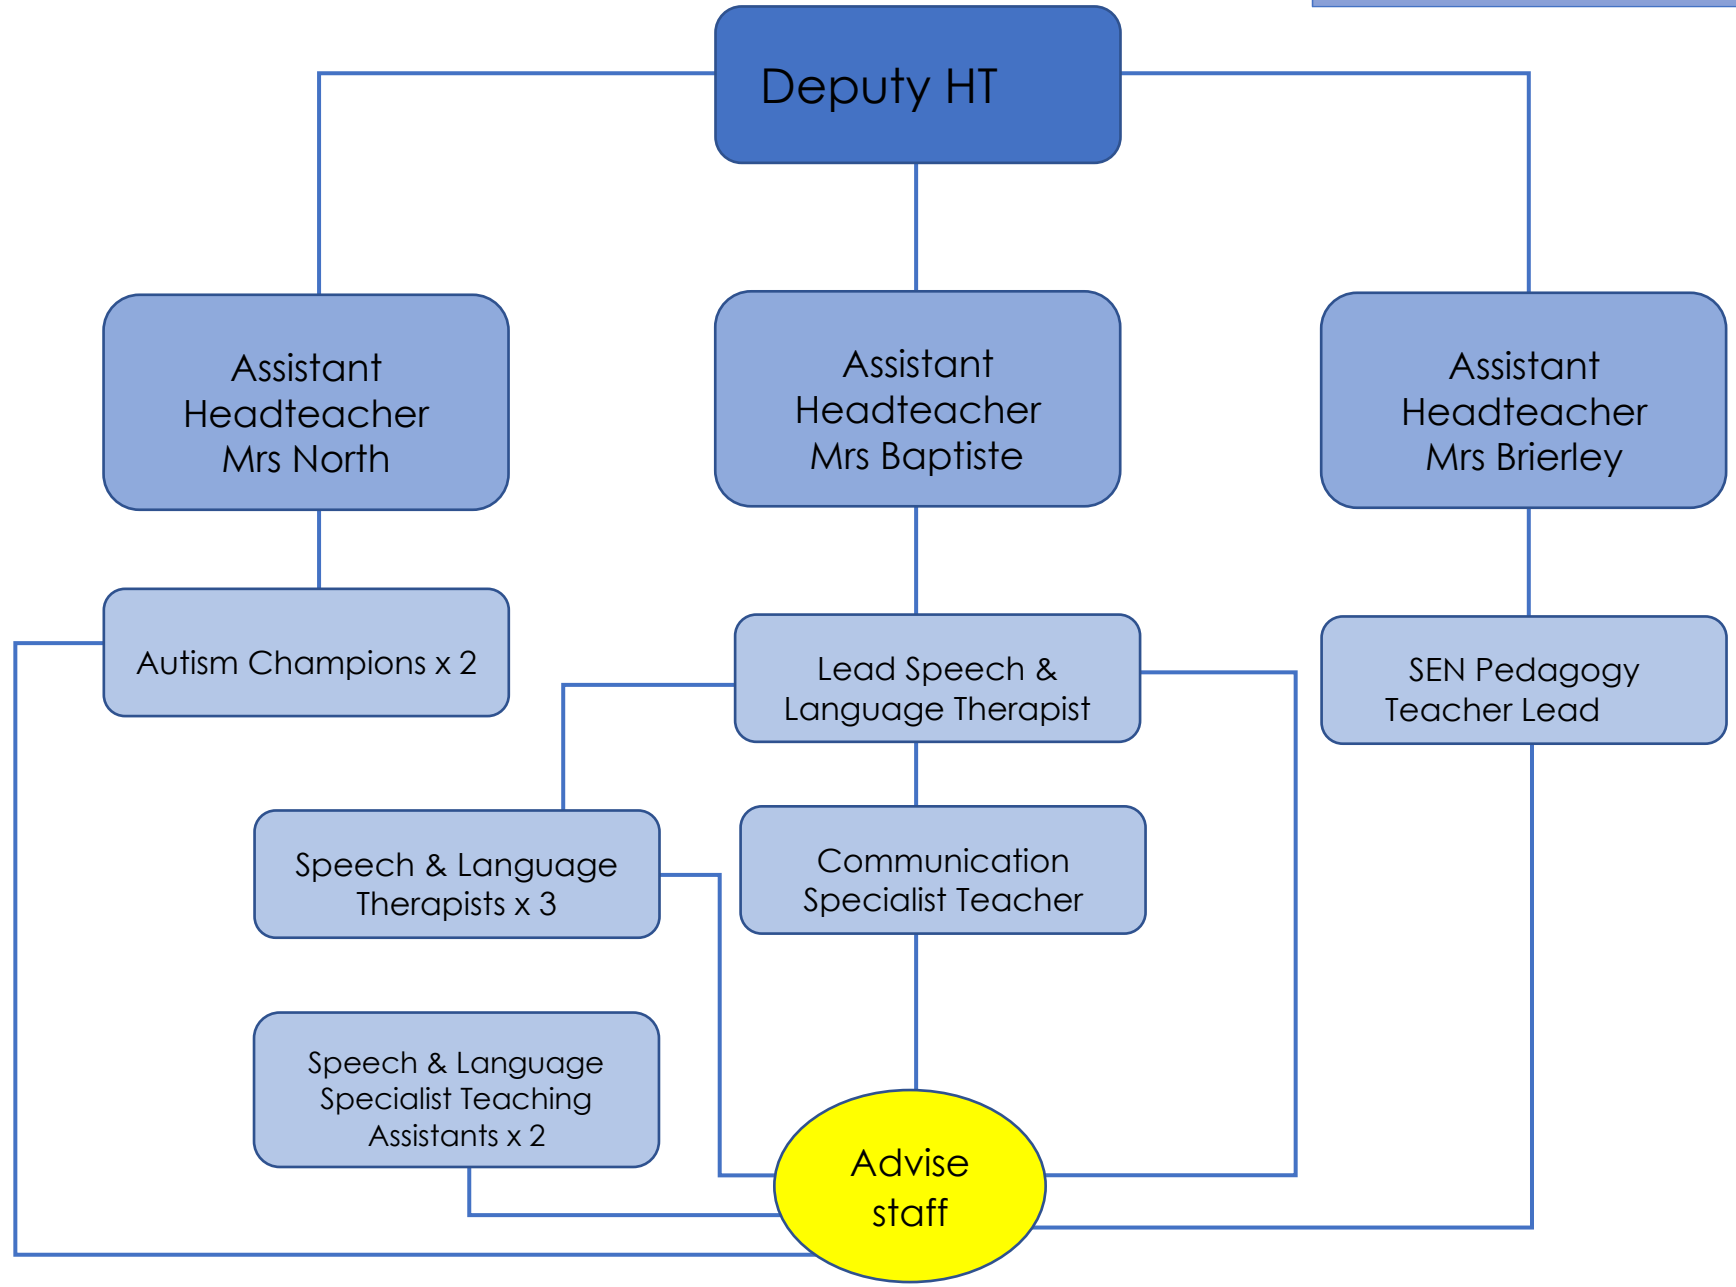 Deputy HT
Assistant
Headteacher
Mrs North
Assistant
Headteacher
Mrs Baptiste
Assistant
Headteacher
Mrs Brierley
Autism Champions x 2
Lead Speech &
Language Therapist
SEN Pedagogy
Teacher Lead
Speech & Language
Therapists x 3
Communication
Specialist Teacher
Speech & Language
Specialist Teaching
Assistants x 2
Advise
staff